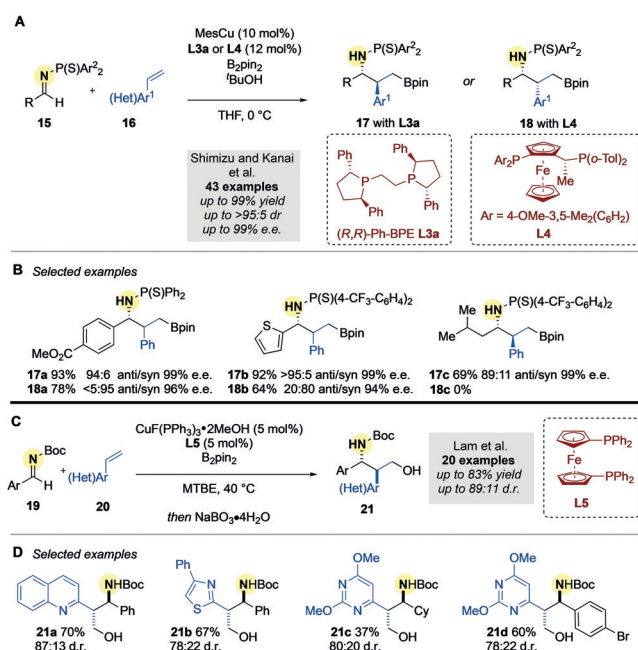 A
MesCu (10 mol%)
L3a or L4 (12 mol%)
B2pin2
tBuOH
THF, 0 °C
N P(S)Ar22
R H
15
+
(Het)Ar1
16
HN P(S)Ar22
R Bpin
Ar1
17 with L3a
or
HN P(S)Ar22
R Bpin
Ar1
18 with L4
Shimizu and Kanai
et al.
43 examples
up to 99% yield
up to >95:5 dr
up to 99% e.e.
Ph Ph
P P
Ph Ph
(R,R)-Ph-BPE L3a
Ar2P P(o-Tol)2
Fe Me
Ar = 4-OMe-3,5-Me2(C6H2)
L4
B Selected examples
HN P(S)Ph2
Bpin
MeO2C Ph
17a 93% 94:6 anti/syn 99% e.e.
18a 78% <5:95 anti/syn 96% e.e.
HN P(S)(4-CF3-C6H4)2
S Bpin
Ph
17b 92% >95:5 anti/syn 99% e.e.
18b 64% 20:80 anti/syn 94% e.e.
HN P(S)(4-CF3-C6H4)2
Bpin
Ph
17c 69% 89:11 anti/syn 99% e.e.
18c 0%
C
CuF(PPh3)3•2MeOH (5 mol%)
L5 (5 mol%)
B2pin2
MTBE, 40 °C
then NaBO3•4H2O
N Boc
Ar H
19
+
(Het)Ar
20
HN Boc
Ar OH
(Het)Ar
21
Lam et al.
20 examples
up to 83% yield
up to 89:11 d.r.
PPh2
Fe
PPh2
L5
D Selected examples
N NHBoc
Ph
OH
21a 70%
87:13 d.r.
Ph
N NHBoc
S Ph
OH
21b 67%
78:22 d.r.
OMe
N NHBoc
OMe N Cy
OH
21c 37%
80:20 d.r.
OMe
N NHBoc
OMe N
OH Br
21d 60%
78:22 d.r.